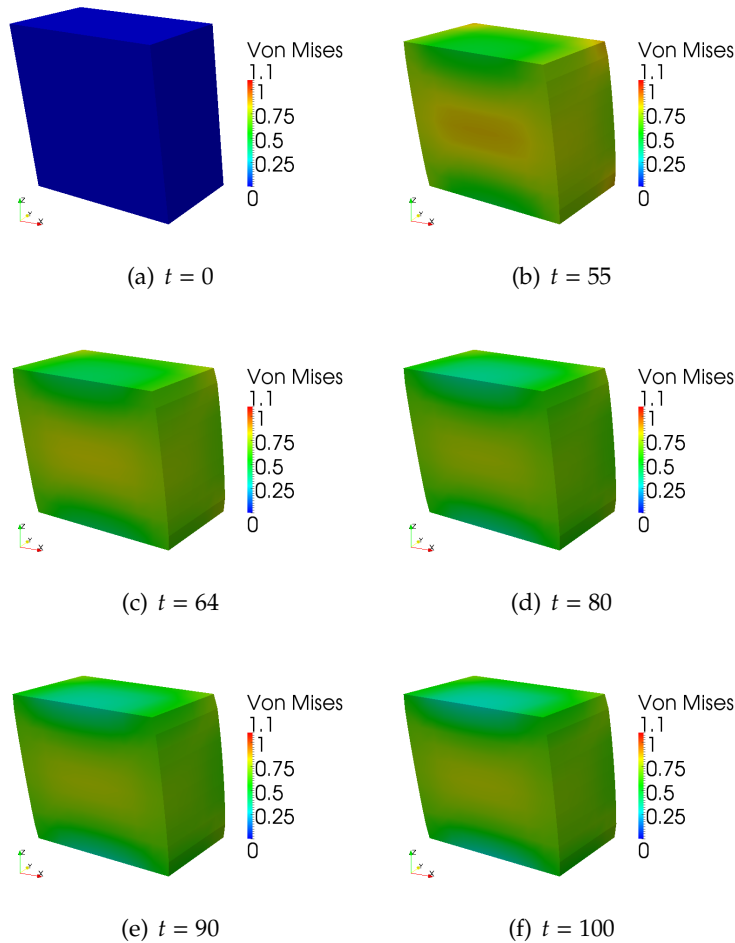 Von Mises
1.1
1
0.75
0.5
0.25
0
Z
Y
X
(a) t = 0
Von Mises
1.1
1
0.75
0.5
0.25
0
Z
Y
X
(b) t = 55
Von Mises
1.1
1
0.75
0.5
0.25
0
Z
Y
X
(c) t = 64
Von Mises
1.1
1
0.75
0.5
0.25
0
Z
Y
X
(d) t = 80
Von Mises
1.1
1
0.75
0.5
0.25
0
Z
Y
X
(e) t = 90
Von Mises
1.1
1
0.75
0.5
0.25
0
Z
Y
X
(f) t = 100